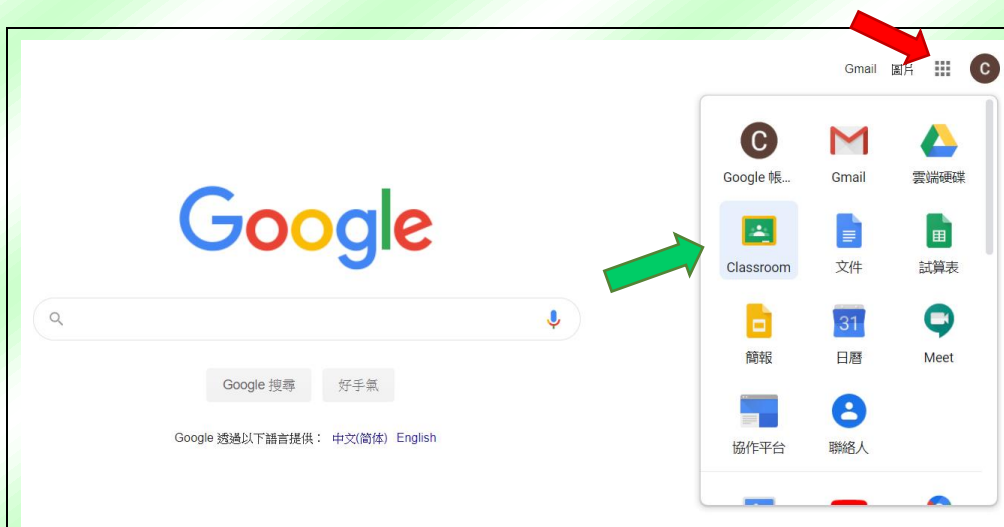 Gmail 圖片
C
C
Google 帳... Gmail 雲端硬碟
Google
Classroom 文件 試算表
31
簡報 日曆 Meet
Google 搜尋 好手氣
協作平台 聯絡人
Google 透過以下語言提供： 中文(简体) English